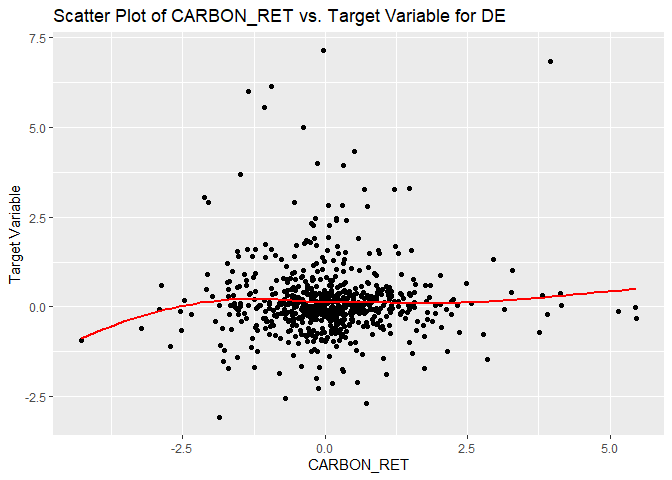 Scatter Plot of CARBON_RET vs. Target Variable for DE
7.5
5.0
2.5
0.0
-2.5
Target Variable
-2.5 0.0 2.5 5.0
CARBON_RET